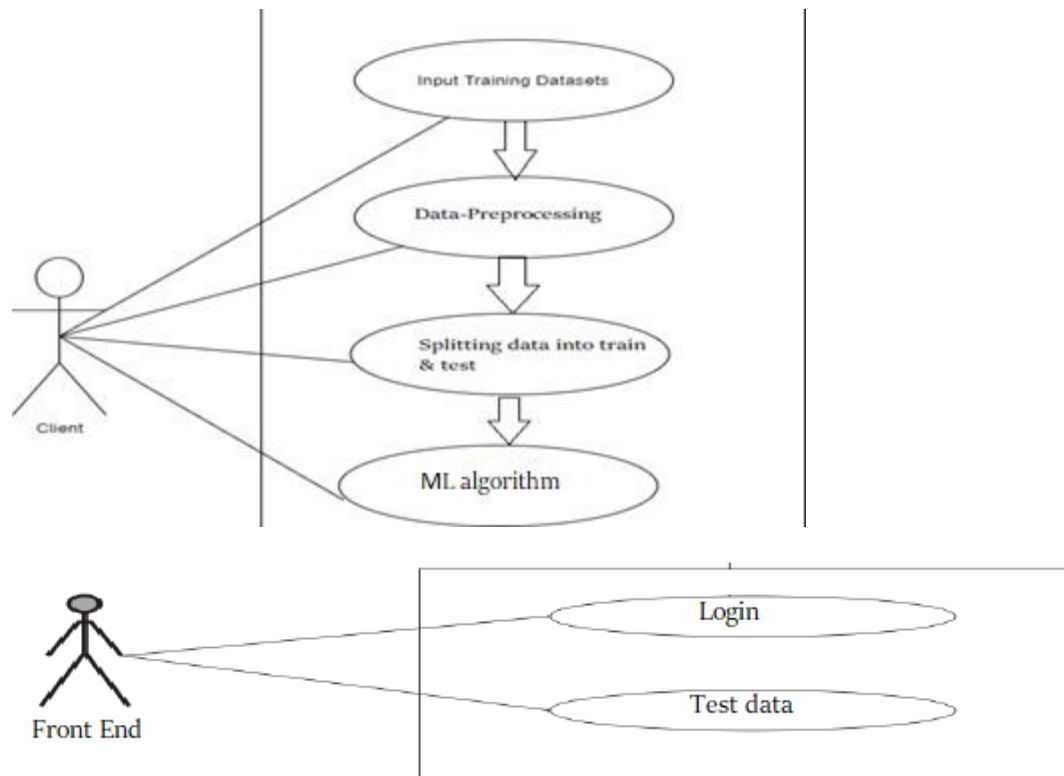 Input Training Datasets
Data-Preprocessing
Splitting data into train
& test
Client
ML algorithm
Login
Test data
Front End